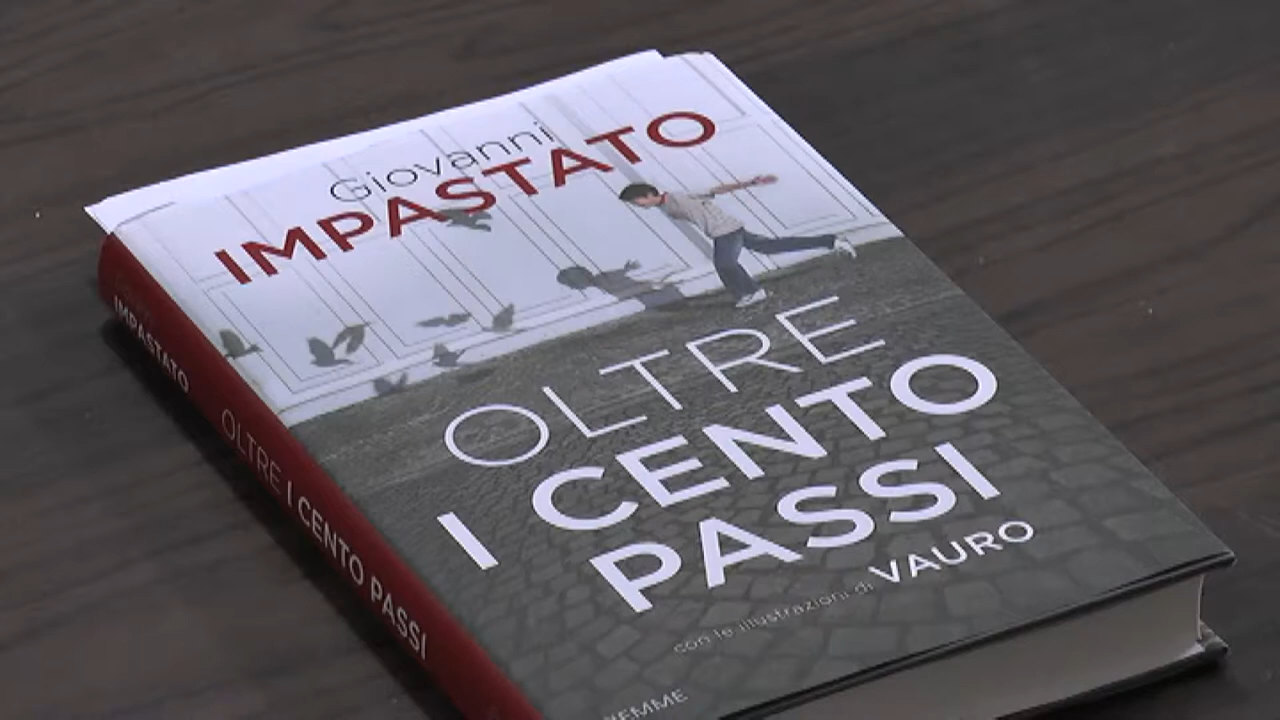 Giovanni
IMPASTATO
OLTRE
I CENTO
PASSI
con le illustrazioni di VAURO
IMPASTATO OLTRE I CENTO PASSI